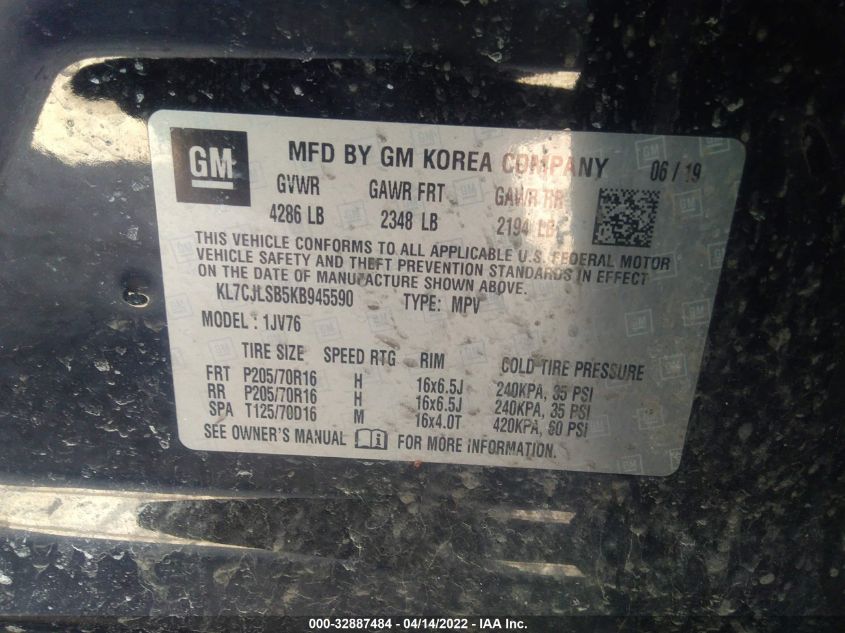 GM MFD BY GM KOREA COMPANY 06/19
GVWR GAWR FRT GAWR RR
4286 LB 2348 LB 2194 LB
THIS VEHICLE CONFORMS TO ALL APPLICABLE U.S. FEDERAL MOTOR
VEHICLE SAFETY AND THEFT PREVENTION STANDARDS IN EFFECT
ON THE DATE OF MANUFACTURE SHOWN ABOVE.
KL7CJLSB5KB945590 TYPE: MPV
MODEL: 1JV76
TIRE SIZE SPEED RTG RIM COLD TIRE PRESSURE
FRT P205/70R16 H 16x6.5J 240KPA, 35 PSI
RR P205/70R16 H 16x6.5J 240KPA, 35 PSI
SPA T125/70D16 M 16x4.0T 420KPA, 60 PSI
SEE OWNER'S MANUAL FOR MORE INFORMATION.
000-32887484 - 04/14/2022 - IAA Inc.